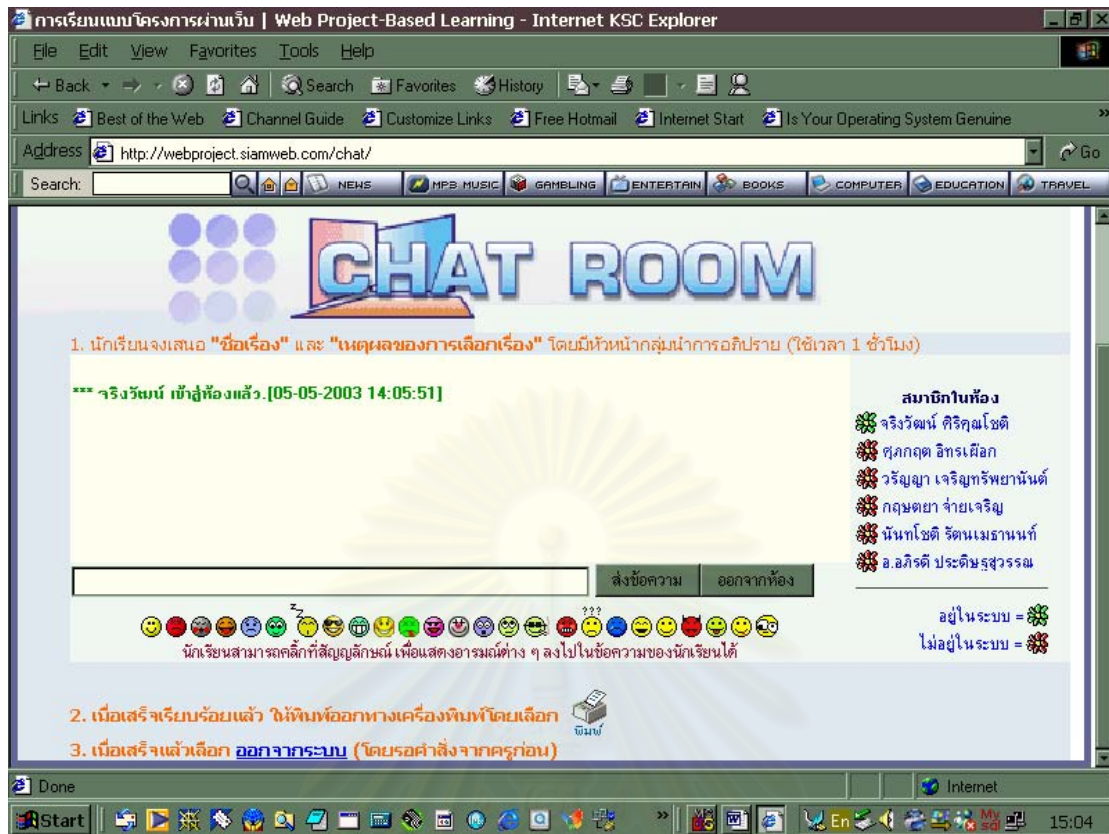 การเรียนแบบโครงการผ่านเว็บ | Web Project-Based Learning - Internet KSC Explorer
File Edit View Favorites Tools Help
Back Search Favorites History
Links Best of the Web Channel Guide Customize Links Free Hotmail Internet Start Is Your Operating System Genuine »
Address http://webproject.siamweb.com/chat/ Go
Search: NEWS MP3 MUSIC GAMBLING ENTERTAIN BOOKS COMPUTER EDUCATION TRAVEL
CHAT ROOM
1. นักเรียนจงเสนอ "ชื่อเรื่อง" และ "เหตุผลของการเลือกเรื่อง" โดยมีหัวหน้ากลุ่มนำการอภิปราย (ใช้เวลา 1 ชั่วโมง)
*** จริงวัฒน์ เข้าสู่ห้องแล้ว.[05-05-2003 14:05:51]
สมาชิกในห้อง
จริงวัฒน์ ศิริคุณโชติ
ศุภกฤต อิทรเผือก
วรัญญา เจริญทรัพยานันต์
กฤษตยา จ่ายเจริญ
นันทโชติ รัตนเมธานนท์
อ.อภิรดี ประดิษฐสุวรรณ
ส่งข้อความ ออกจากห้อง
อยู่ในระบบ =
ไม่อยู่ในระบบ =
นักเรียนสามารถคลิ้กที่สัญญลักษณ์ เพื่อแสดงอารมณ์ต่าง ๆ ลงไปในข้อความของนักเรียนได้
2. เมื่อเสร็จเรียบร้อยแล้ว ให้พิมพ์ออกทางเครื่องพิมพ์โดยเลือก พิมพ์
3. เมื่อเสร็จแล้วเลือก ออกจากระบบ (โดยรอคำสั่งจากครูก่อน)
Done Internet
Start » En 15:04